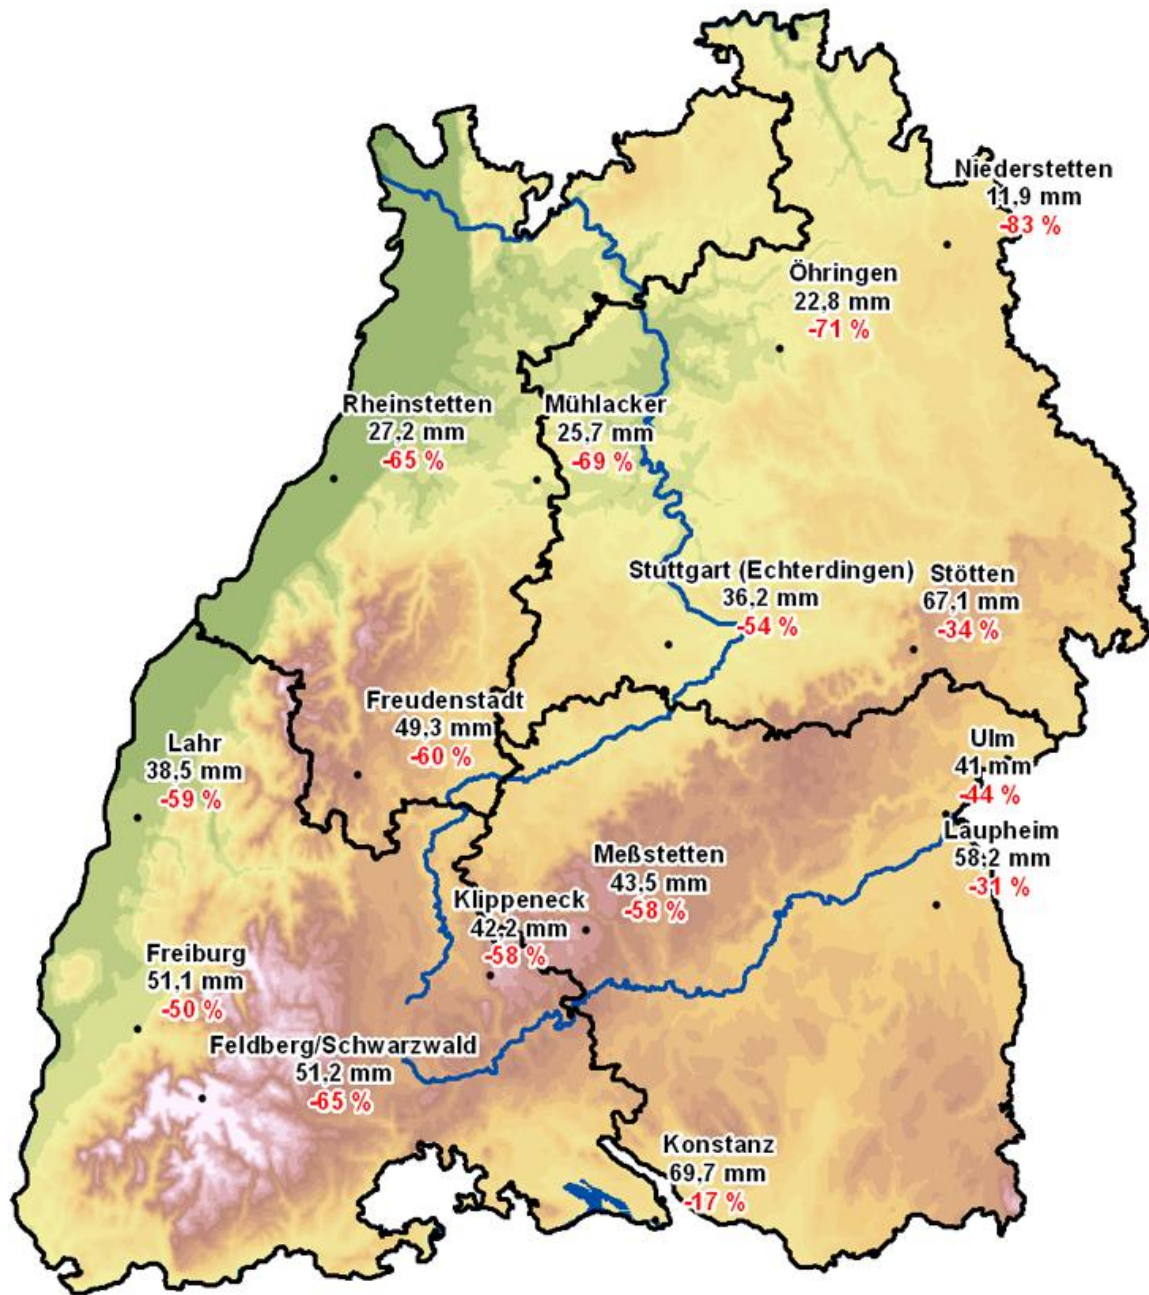 Niederstetten
11,9 mm
-83 %
Öhringen
22,8 mm
-71 %
Rheinstetten
27,2 mm
-65 %
Mühlacker
25,7 mm
-69 %
Stuttgart (Echterdingen)
36,2 mm
-54 %
Stötten
67,1 mm
-34 %
Freudenstadt
49,3 mm
-60 %
Lahr
38,5 mm
-59 %
Ulm
41 mm
-44 %
Laupheim
58,2 mm
-31 %
Meßstetten
43,5 mm
-58 %
Klippeneck
42,2 mm
-58 %
Freiburg
51,1 mm
-50 %
Feldberg/Schwarzwald
51,2 mm
-65 %
Konstanz
69,7 mm
-17 %